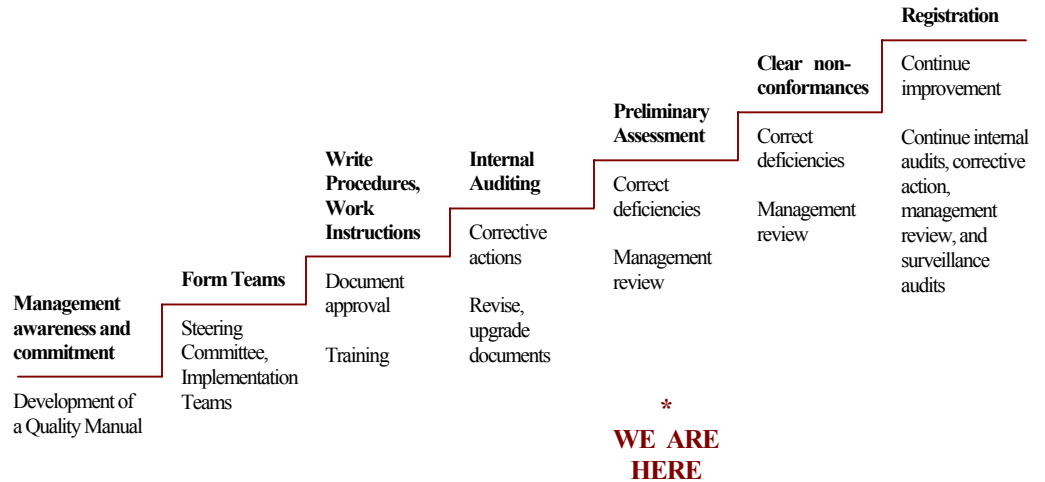 Management
awareness and
commitment
Development of
a Quality Manual
Form Teams
Steering
Committee,
Implementation
Teams
Write
Procedures,
Work
Instructions
Document
approval
Training
Internal
Auditing
Corrective
actions
Revise,
upgrade
documents
Preliminary
Assessment
Correct
deficiencies
Management
review
*
WE ARE
HERE
Clear non-
conformances
Correct
deficiencies
Management
review
Registration
Continue
improvement
Continue internal
audits, corrective
action,
management
review, and
surveillance
audits